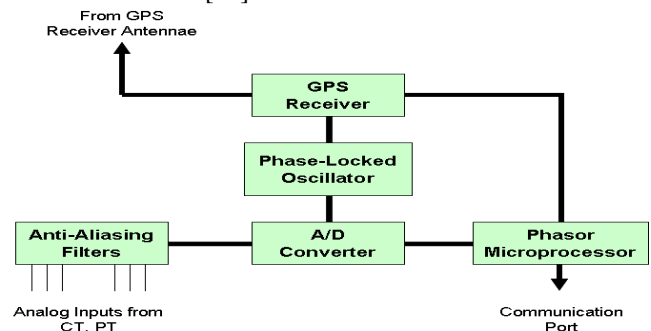 From GPS
Receiver Antennae
GPS
Receiver
Phase-Locked
Oscillator
Anti-Aliasing
Filters
A/D
Converter
Phasor
Microprocessor
Analog Inputs from
CT, PT
Communication
Port